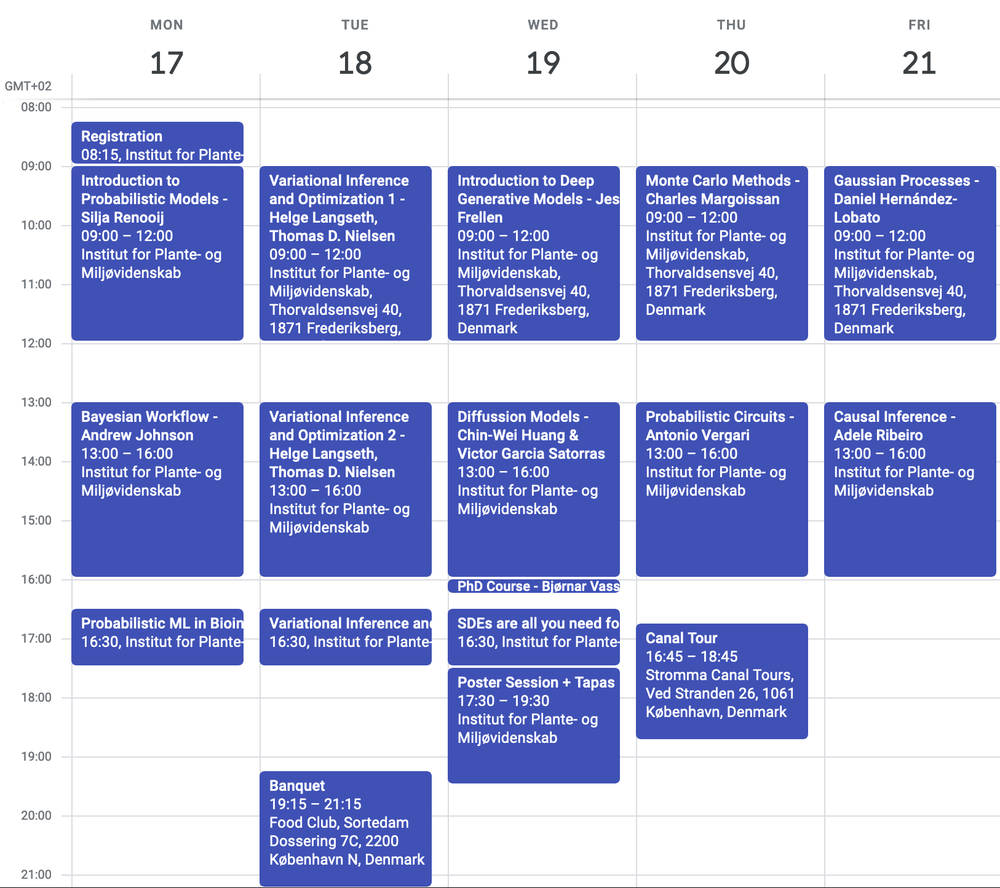 MON
17
TUE
18
WED
19
THU
20
FRI
21
GMT+02
08:00
09:00
10:00
11:00
12:00
13:00
14:00
15:00
16:00
17:00
18:00
19:00
20:00
21:00
Registration
08:15, Institut for Plante-
Introduction to
Probabilistic Models -
Silja Renooij
09:00 – 12:00
Institut for Plante- og
Miljøvidenskab
Bayesian Workflow -
Andrew Johnson
13:00 – 16:00
Institut for Plante- og
Miljøvidenskab
Probabilistic ML in Bioin
16:30, Institut for Plante-
Variational Inference
and Optimization 1 -
Helge Langseth,
Thomas D. Nielsen
09:00 – 12:00
Institut for Plante- og
Miljøvidenskab,
Thorvaldsensvej 40,
1871 Frederiksberg,
Variational Inference
and Optimization 2 -
Helge Langseth,
Thomas D. Nielsen
13:00 – 16:00
Institut for Plante- og
Miljøvidenskab
Variational Inference and
16:30, Institut for Plante-
Banquet
19:15 – 21:15
Food Club, Sortedam
Dossering 7C, 2200
København N, Denmark
Introduction to Deep
Generative Models - Jes
Frellen
09:00 – 12:00
Institut for Plante- og
Miljøvidenskab,
Thorvaldsensvej 40,
1871 Frederiksberg,
Denmark
Diffussion Models -
Chin-Wei Huang &
Victor Garcia Satorras
13:00 – 16:00
Institut for Plante- og
Miljøvidenskab
PhD Course - Bjørnar Vass
SDEs are all you need fo
16:30, Institut for Plante-
Poster Session + Tapas
17:30 – 19:30
Institut for Plante- og
Miljøvidenskab
Monte Carlo Methods -
Charles Margoissan
09:00 – 12:00
Institut for Plante- og
Miljøvidenskab,
Thorvaldsensvej 40,
1871 Frederiksberg,
Denmark
Probabilistic Circuits -
Antonio Vergari
13:00 – 16:00
Institut for Plante- og
Miljøvidenskab
Canal Tour
16:45 – 18:45
Stromma Canal Tours,
Ved Stranden 26, 1061
København, Denmark
Gaussian Processes -
Daniel Hernández-
Lobato
09:00 – 12:00
Institut for Plante- og
Miljøvidenskab,
Thorvaldsensvej 40,
1871 Frederiksberg,
Denmark
Causal Inference -
Adele Ribeiro
13:00 – 16:00
Institut for Plante- og
Miljøvidenskab